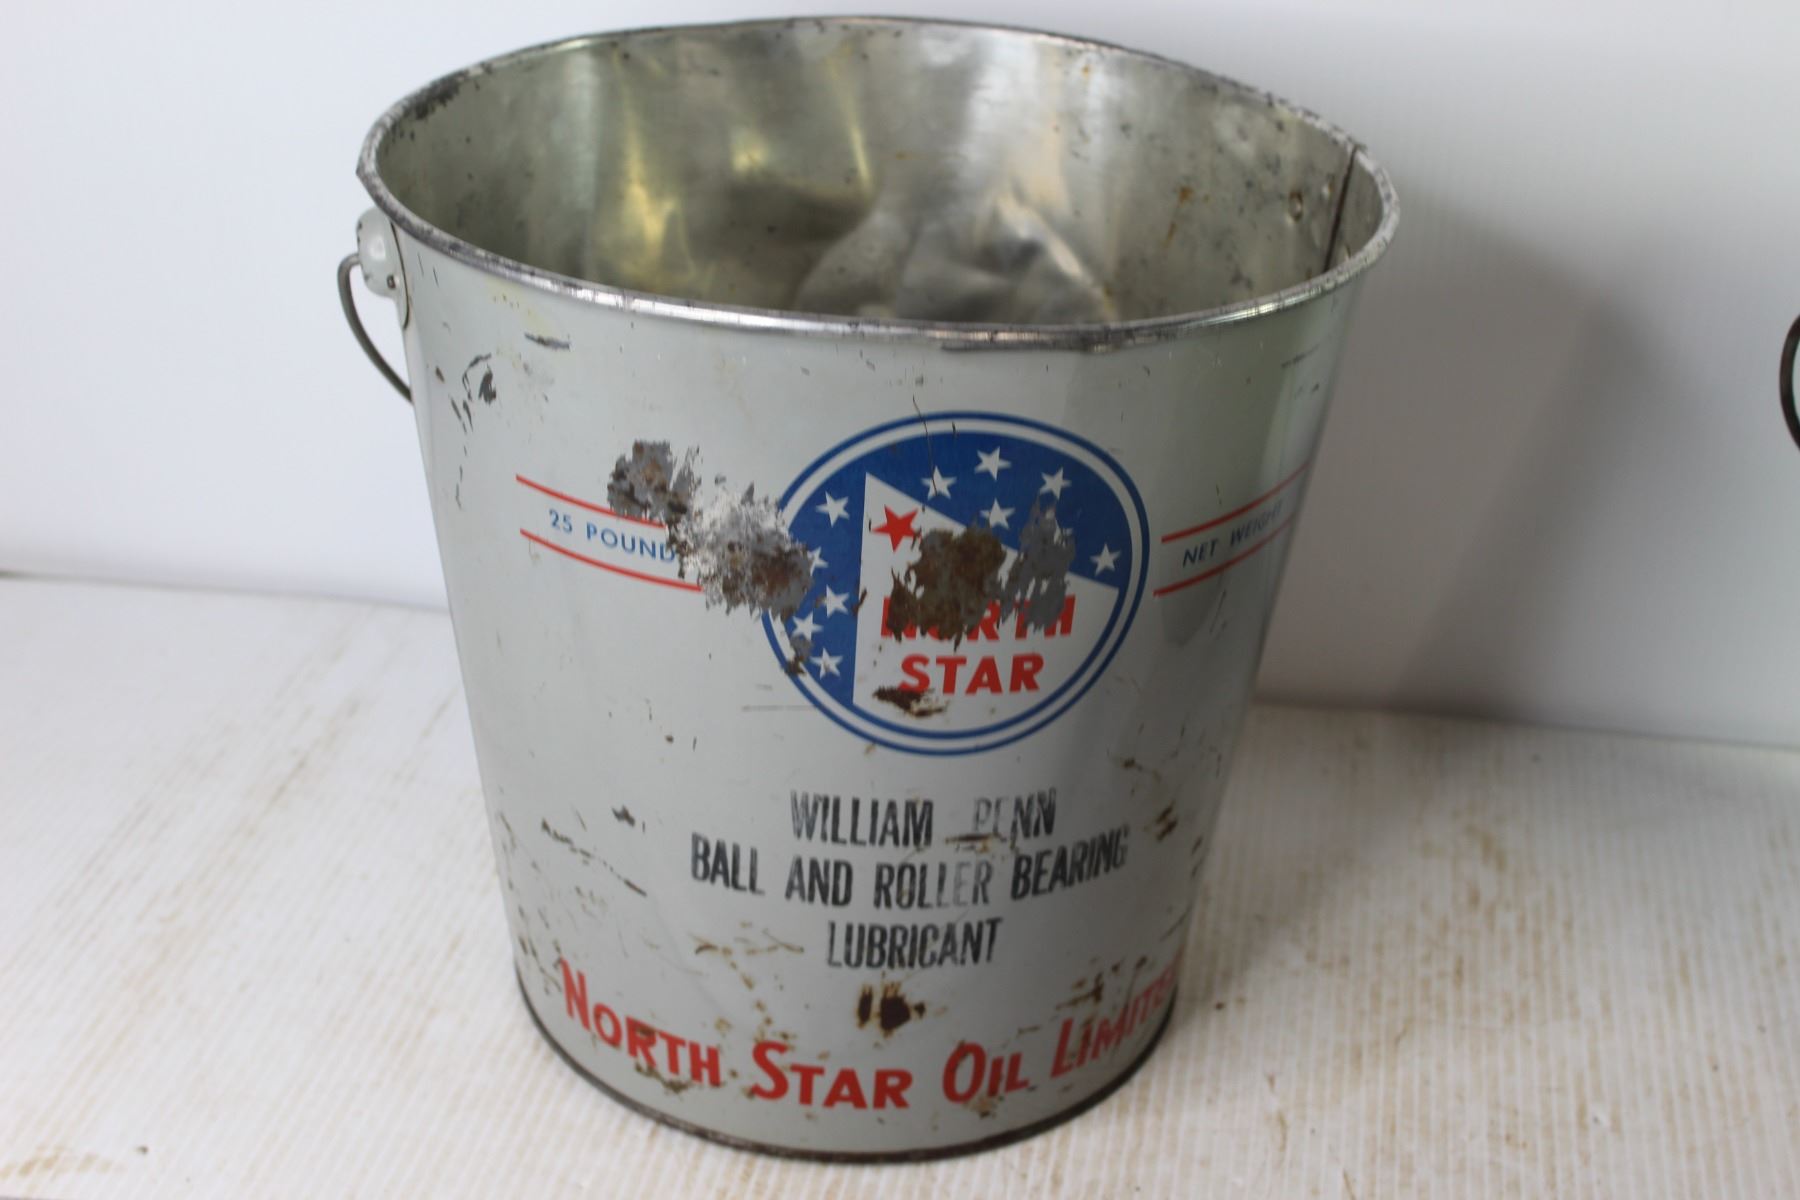 25 POUND
NORTH
STAR
NET WEIGHT
WILLIAM PENN
BALL AND ROLLER BEARING
LUBRICANT
NORTH STAR OIL LIMITED